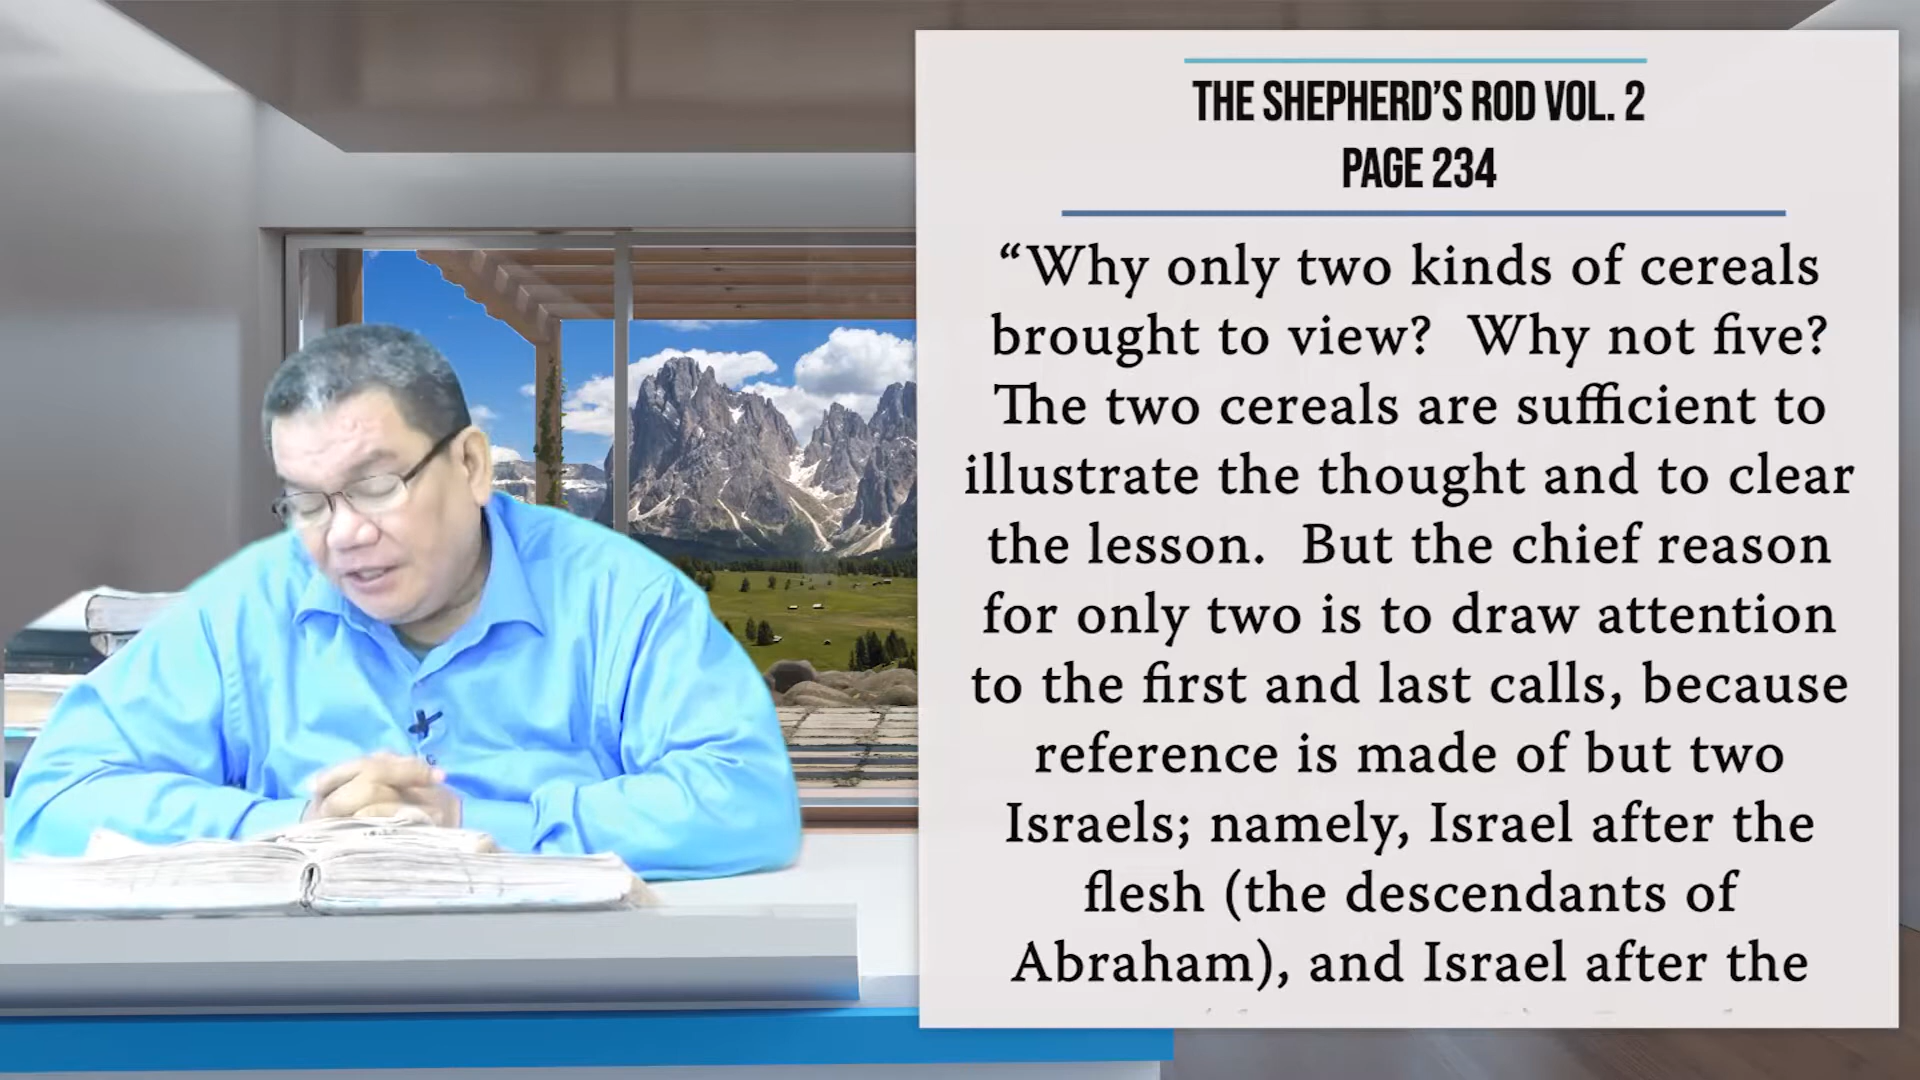 THE SHEPHERD'S ROD VOL. 2
PAGE 234
“Why only two kinds of cereals
brought to view?  Why not five?
The two cereals are sufficient to
illustrate the thought and to clear
the lesson.  But the chief reason
for only two is to draw attention
to the first and last calls, because
reference is made of but two
Israels; namely, Israel after the
flesh (the descendants of
Abraham), and Israel after the